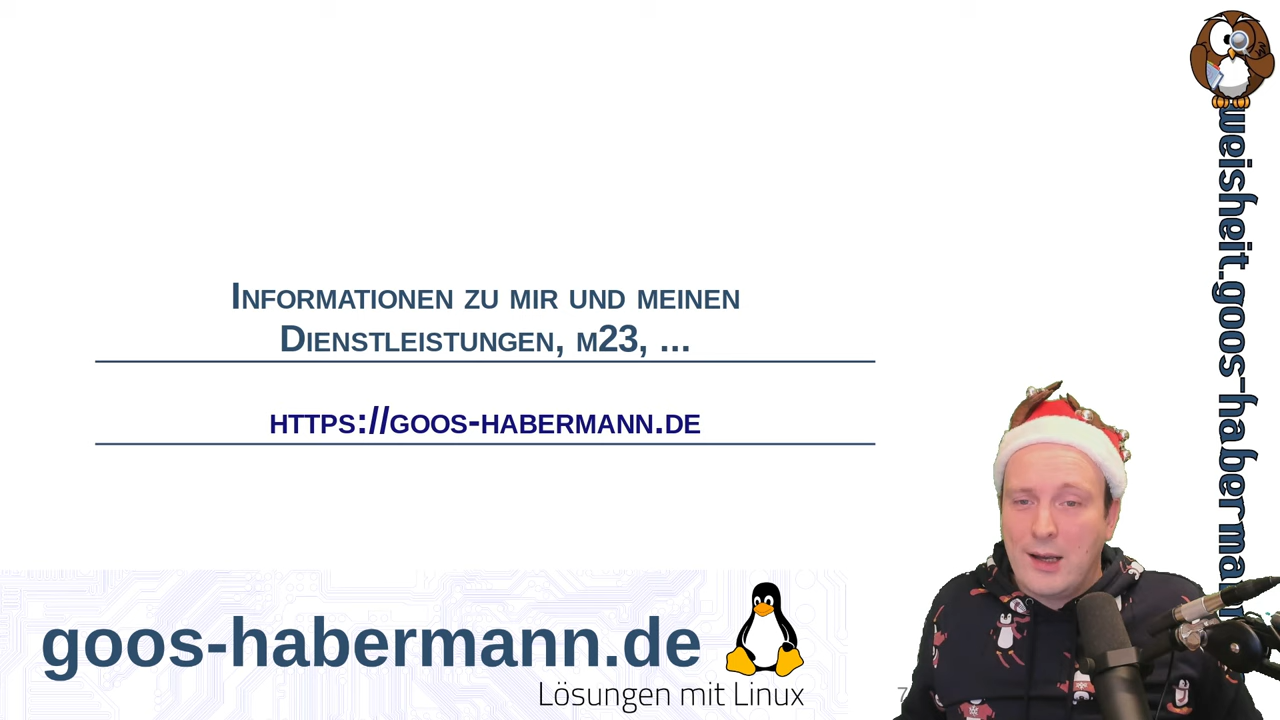 Informationen zu mir und meinen
Dienstleistungen, m23, ...
https://goos-habermann.de
goos-habermann.de
Lösungen mit Linux
7
weisheit.goos-haberman